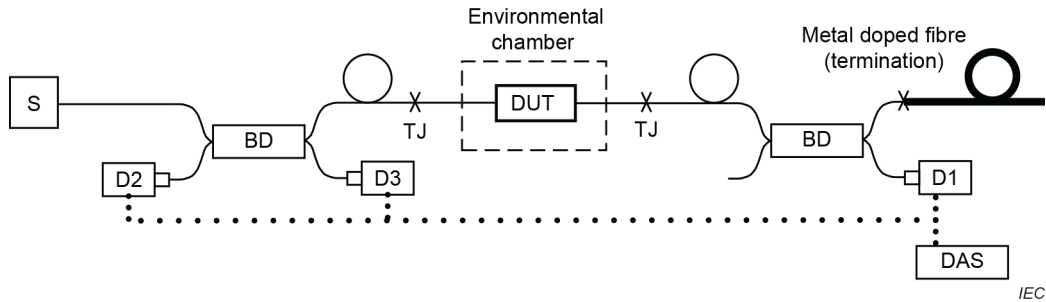 Environmental
chamber
Metal doped fibre
(termination)
S
DUT
TJ
TJ
BD
BD
D2
D3
D1
DAS
IEC